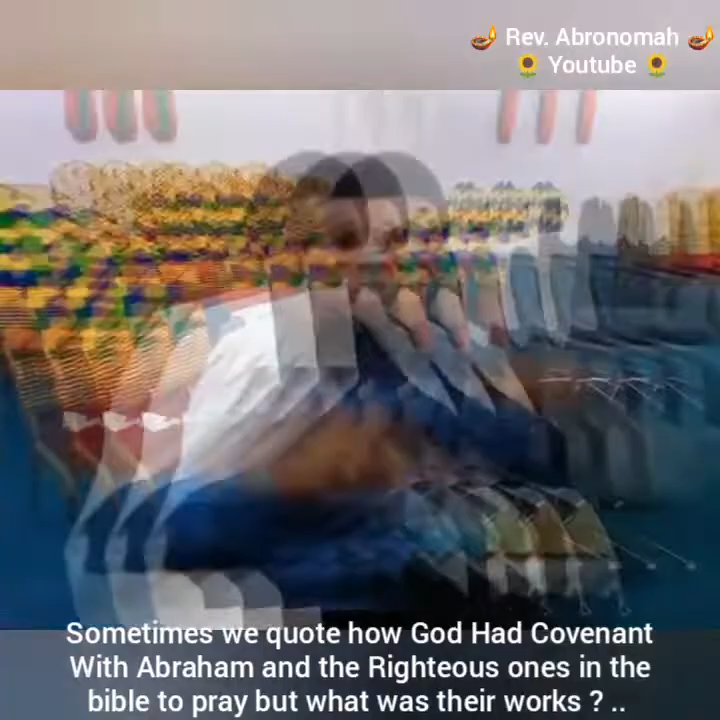 🪔 Rev. Abronomah 🪔
🌻 Youtube 🌻
Sometimes we quote how God Had Covenant
With Abraham and the Righteous ones in the
bible to pray but what was their works ? ..